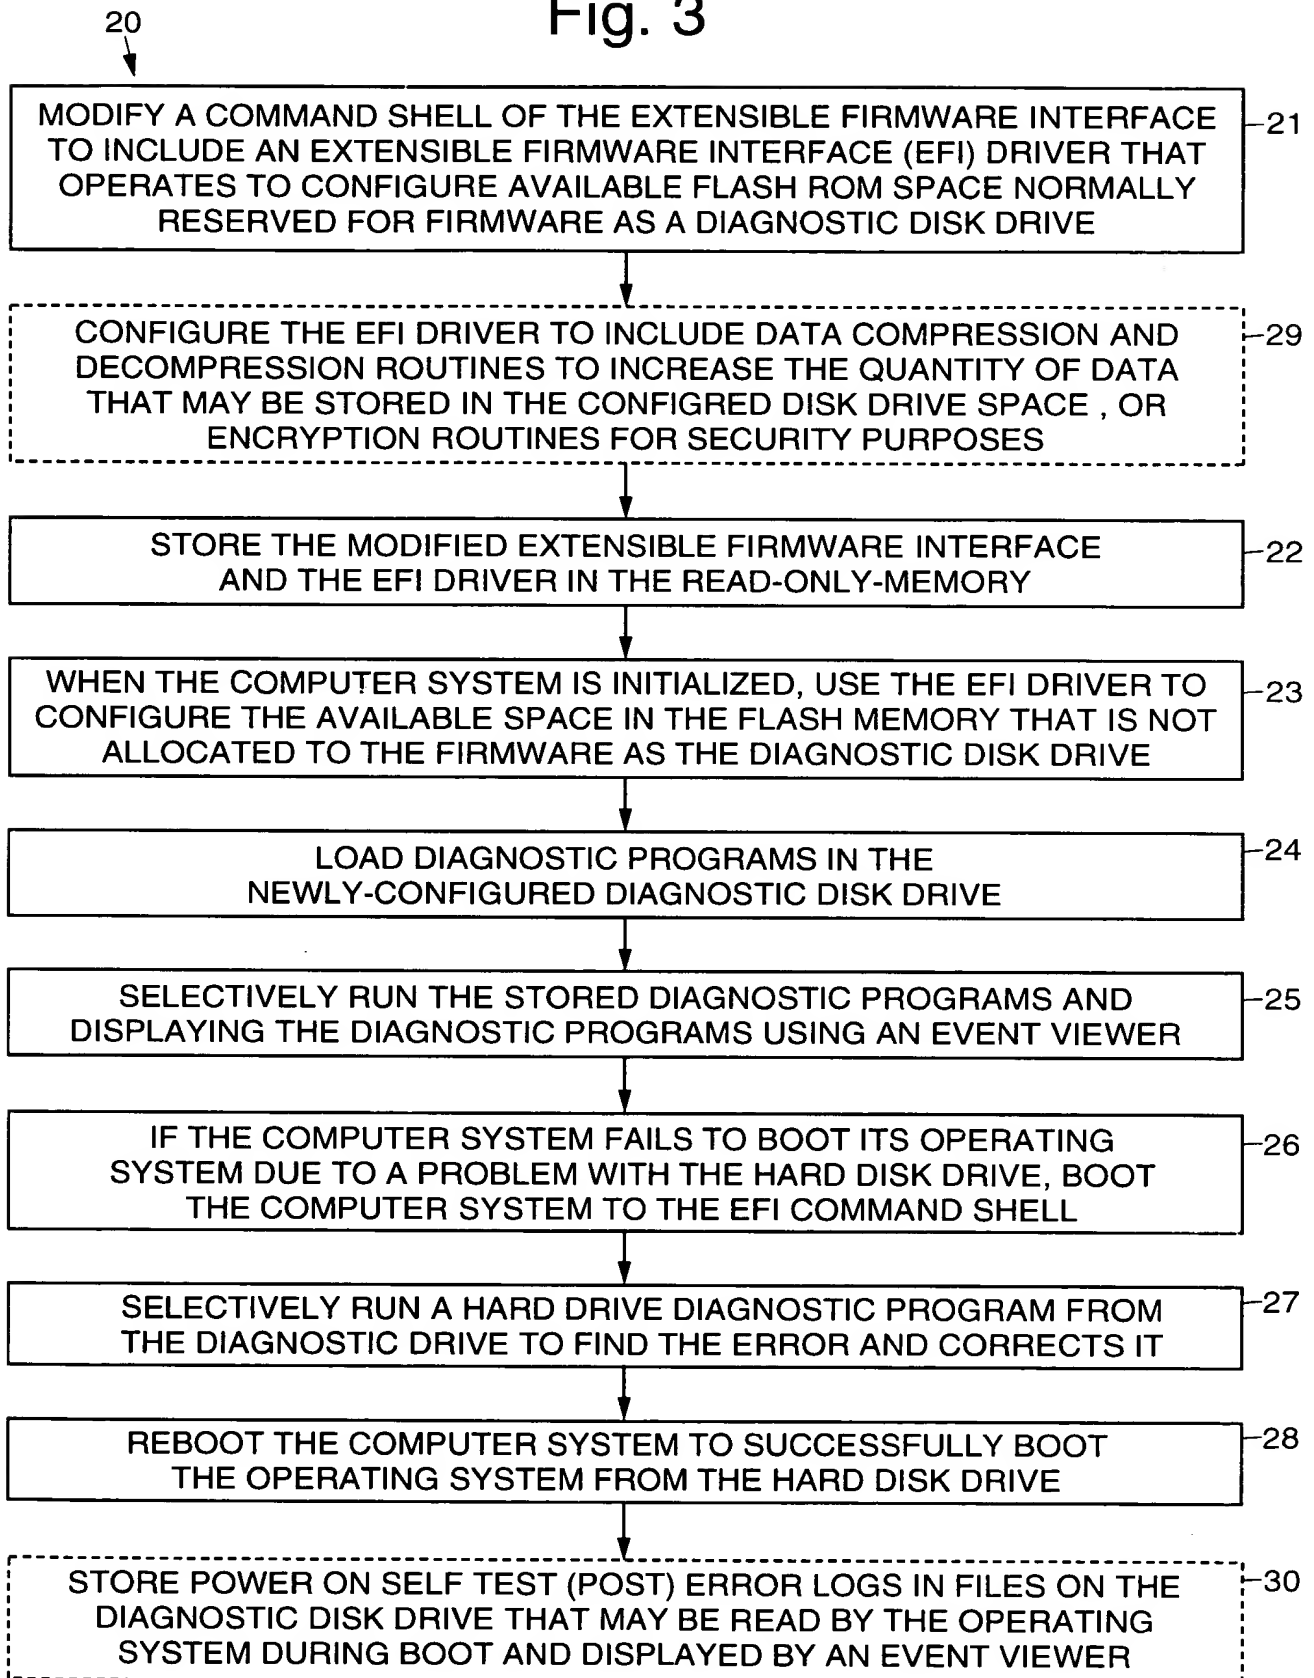 Fig. 3
20
MODIFY A COMMAND SHELL OF THE EXTENSIBLE FIRMWARE INTERFACE
TO INCLUDE AN EXTENSIBLE FIRMWARE INTERFACE (EFI) DRIVER THAT
OPERATES TO CONFIGURE AVAILABLE FLASH ROM SPACE NORMALLY
RESERVED FOR FIRMWARE AS A DIAGNOSTIC DISK DRIVE
21
CONFIGURE THE EFI DRIVER TO INCLUDE DATA COMPRESSION AND
DECOMPRESSION ROUTINES TO INCREASE THE QUANTITY OF DATA
THAT MAY BE STORED IN THE CONFIGRED DISK DRIVE SPACE , OR
ENCRYPTION ROUTINES FOR SECURITY PURPOSES
29
STORE THE MODIFIED EXTENSIBLE FIRMWARE INTERFACE
AND THE EFI DRIVER IN THE READ-ONLY-MEMORY
22
WHEN THE COMPUTER SYSTEM IS INITIALIZED, USE THE EFI DRIVER TO
CONFIGURE THE AVAILABLE SPACE IN THE FLASH MEMORY THAT IS NOT
ALLOCATED TO THE FIRMWARE AS THE DIAGNOSTIC DISK DRIVE
23
LOAD DIAGNOSTIC PROGRAMS IN THE
NEWLY-CONFIGURED DIAGNOSTIC DISK DRIVE
24
SELECTIVELY RUN THE STORED DIAGNOSTIC PROGRAMS AND
DISPLAYING THE DIAGNOSTIC PROGRAMS USING AN EVENT VIEWER
25
IF THE COMPUTER SYSTEM FAILS TO BOOT ITS OPERATING
SYSTEM DUE TO A PROBLEM WITH THE HARD DISK DRIVE, BOOT
THE COMPUTER SYSTEM TO THE EFI COMMAND SHELL
26
SELECTIVELY RUN A HARD DRIVE DIAGNOSTIC PROGRAM FROM
THE DIAGNOSTIC DRIVE TO FIND THE ERROR AND CORRECTS IT
27
REBOOT THE COMPUTER SYSTEM TO SUCCESSFULLY BOOT
THE OPERATING SYSTEM FROM THE HARD DISK DRIVE
28
STORE POWER ON SELF TEST (POST) ERROR LOGS IN FILES ON THE
DIAGNOSTIC DISK DRIVE THAT MAY BE READ BY THE OPERATING
SYSTEM DURING BOOT AND DISPLAYED BY AN EVENT VIEWER
30